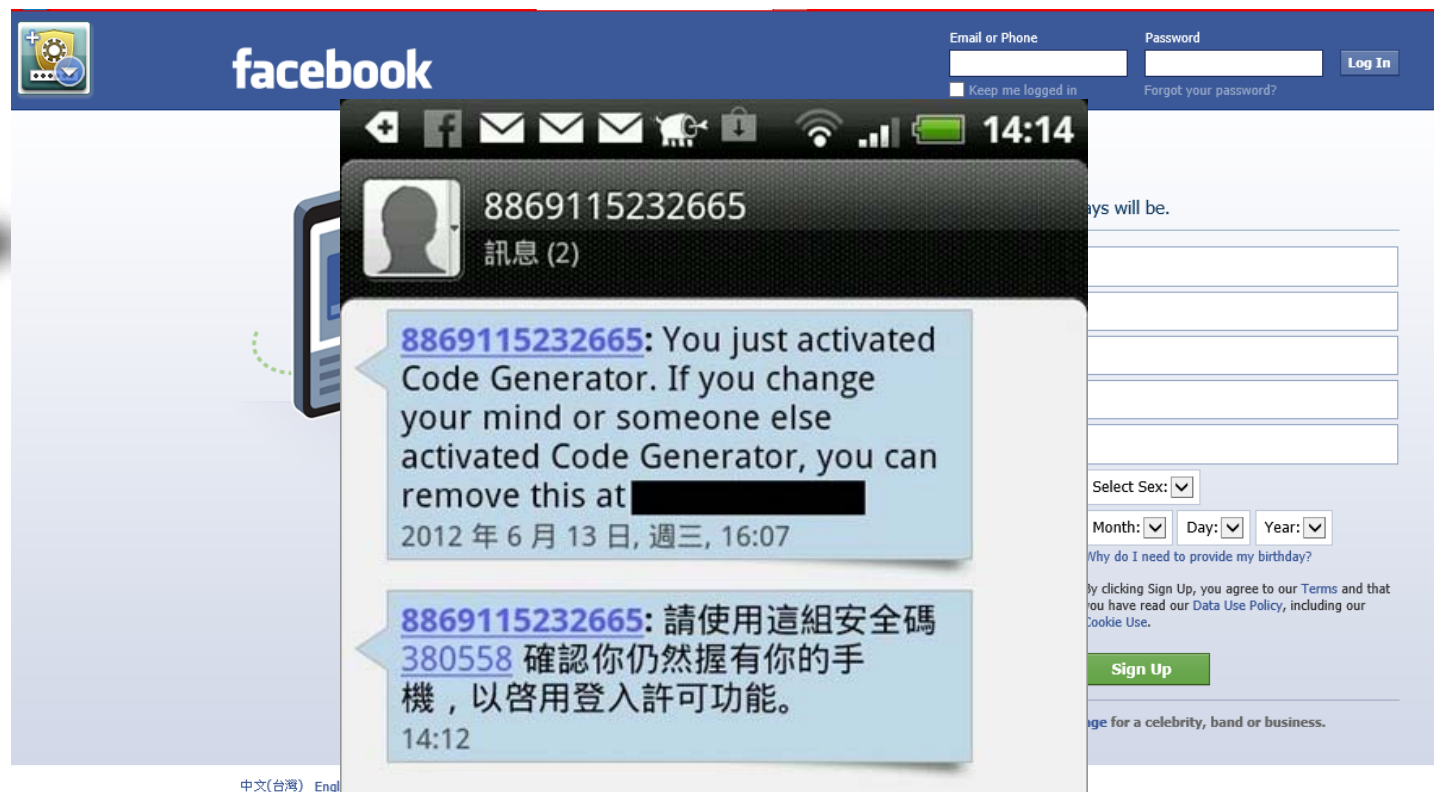 facebook
Email or Phone
Password
Log In
Keep me logged in
Forgot your password?
14:14
8869115232665
訊息 (2)
8869115232665: You just activated
Code Generator. If you change
your mind or someone else
activated Code Generator, you can
remove this at
2012 年 6 月 13 日, 週三, 16:07
8869115232665: 請使用這組安全碼
380558 確認你仍然握有你的手
機，以啓用登入許可功能。
14:12
will be.
Select Sex:
Month: Day: Year:
Why do I need to provide my birthday?
By clicking Sign Up, you agree to our Terms and that
you have read our Data Use Policy, including our
Cookie Use.
Sign Up
for a celebrity, band or business.
中文(台灣)